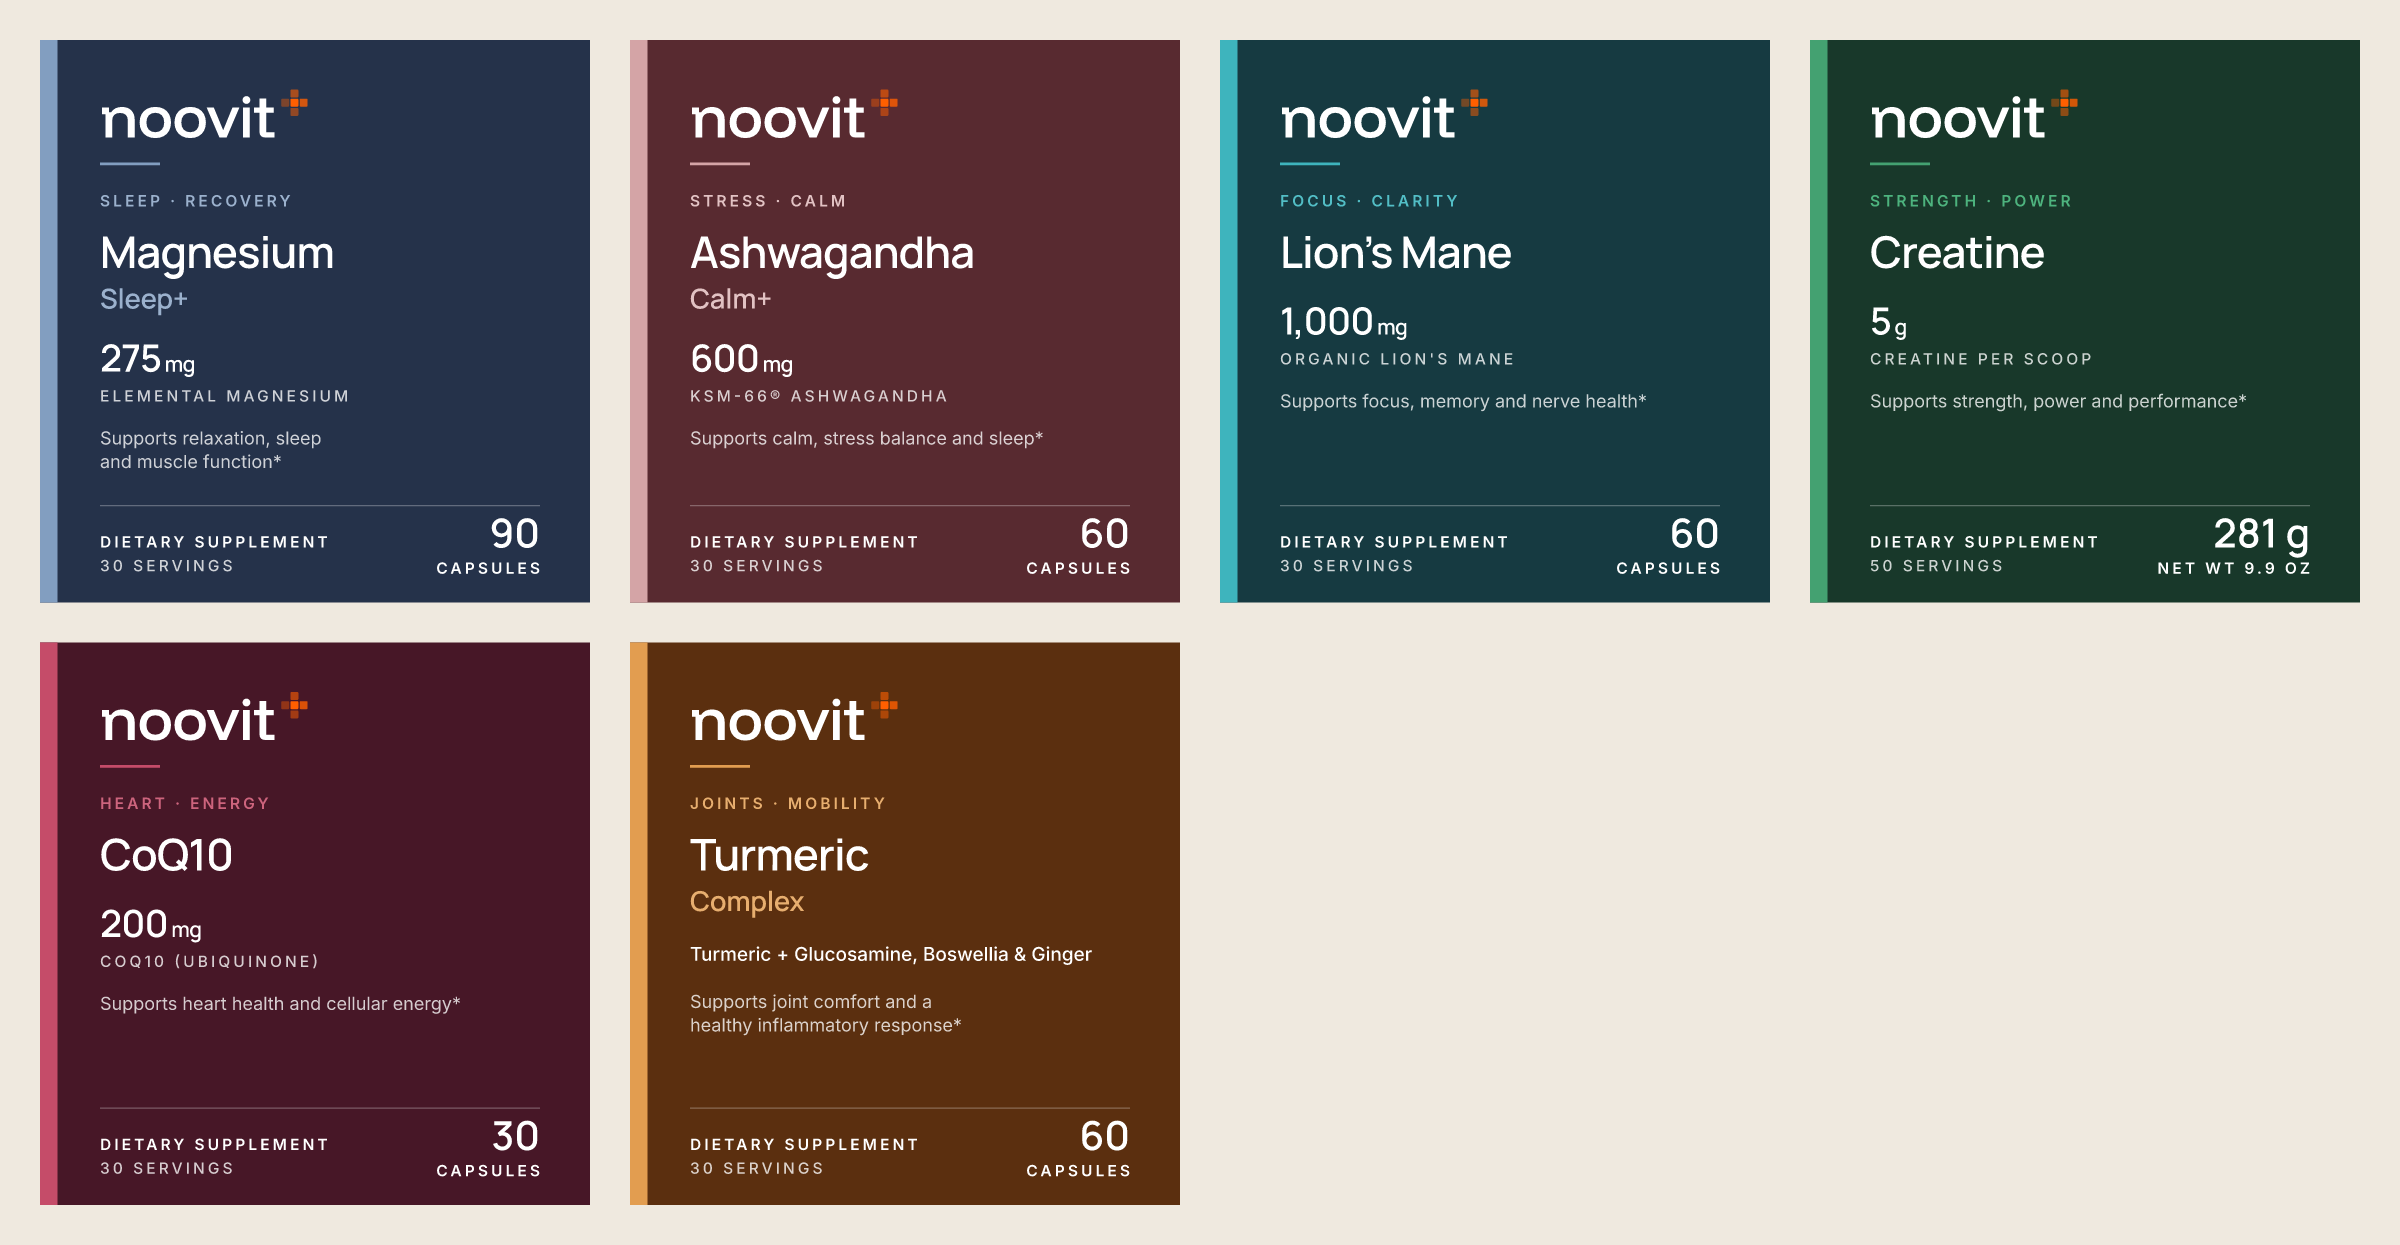 noovit
SLEEP · RECOVERY
Magnesium
Sleep+
275 mg
ELEMENTAL MAGNESIUM
Supports relaxation, sleep
and muscle function*
DIETARY SUPPLEMENT
30 SERVINGS
90
CAPSULES
noovit
STRESS · CALM
Ashwagandha
Calm+
600 mg
KSM-66® ASHWAGANDHA
Supports calm, stress balance and sleep*
DIETARY SUPPLEMENT
30 SERVINGS
60
CAPSULES
noovit
FOCUS · CLARITY
Lion’s Mane
1,000 mg
ORGANIC LION'S MANE
Supports focus, memory and nerve health*
DIETARY SUPPLEMENT
30 SERVINGS
60
CAPSULES
noovit
STRENGTH · POWER
Creatine
5 g
CREATINE PER SCOOP
Supports strength, power and performance*
DIETARY SUPPLEMENT
50 SERVINGS
281 g
NET WT 9.9 OZ
noovit
HEART · ENERGY
CoQ10
200 mg
COQ10 (UBIQUINONE)
Supports heart health and cellular energy*
DIETARY SUPPLEMENT
30 SERVINGS
30
CAPSULES
noovit
JOINTS · MOBILITY
Turmeric
Complex
Turmeric + Glucosamine, Boswellia & Ginger
Supports joint comfort and a
healthy inflammatory response*
DIETARY SUPPLEMENT
30 SERVINGS
60
CAPSULES